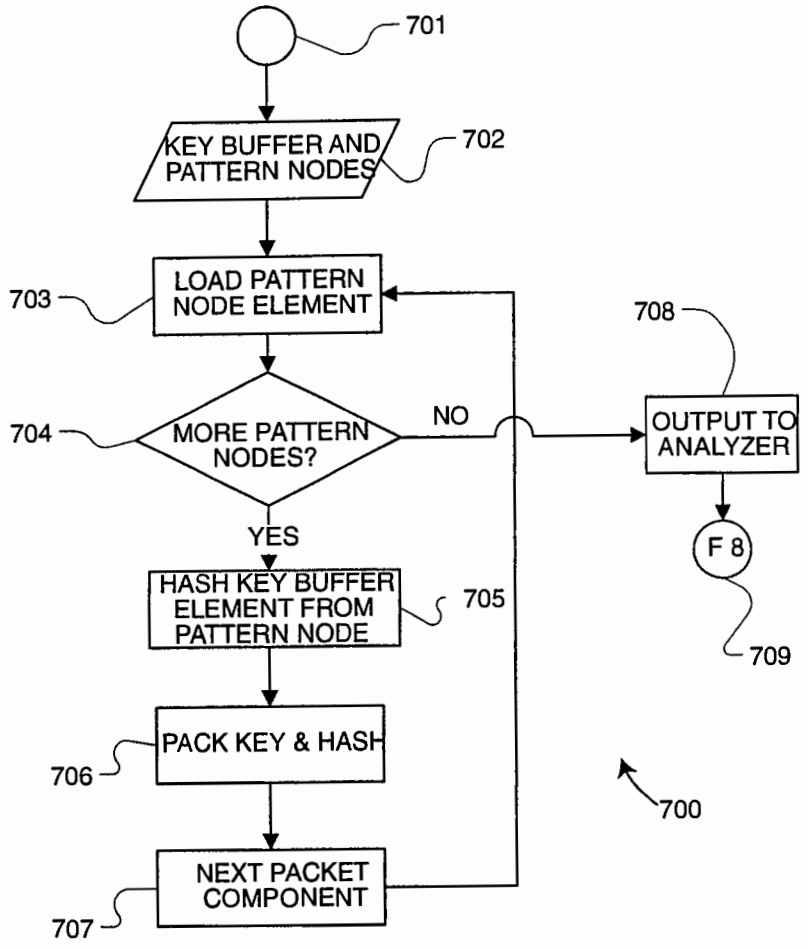 701
KEY BUFFER AND
PATTERN NODES
702
LOAD PATTERN
NODE ELEMENT
703
708
MORE PATTERN
NODES?
704
NO
OUTPUT TO
ANALYZER
YES
F 8
HASH KEY BUFFER
ELEMENT FROM
PATTERN NODE
705
709
PACK KEY & HASH
706
700
NEXT PACKET
COMPONENT
707